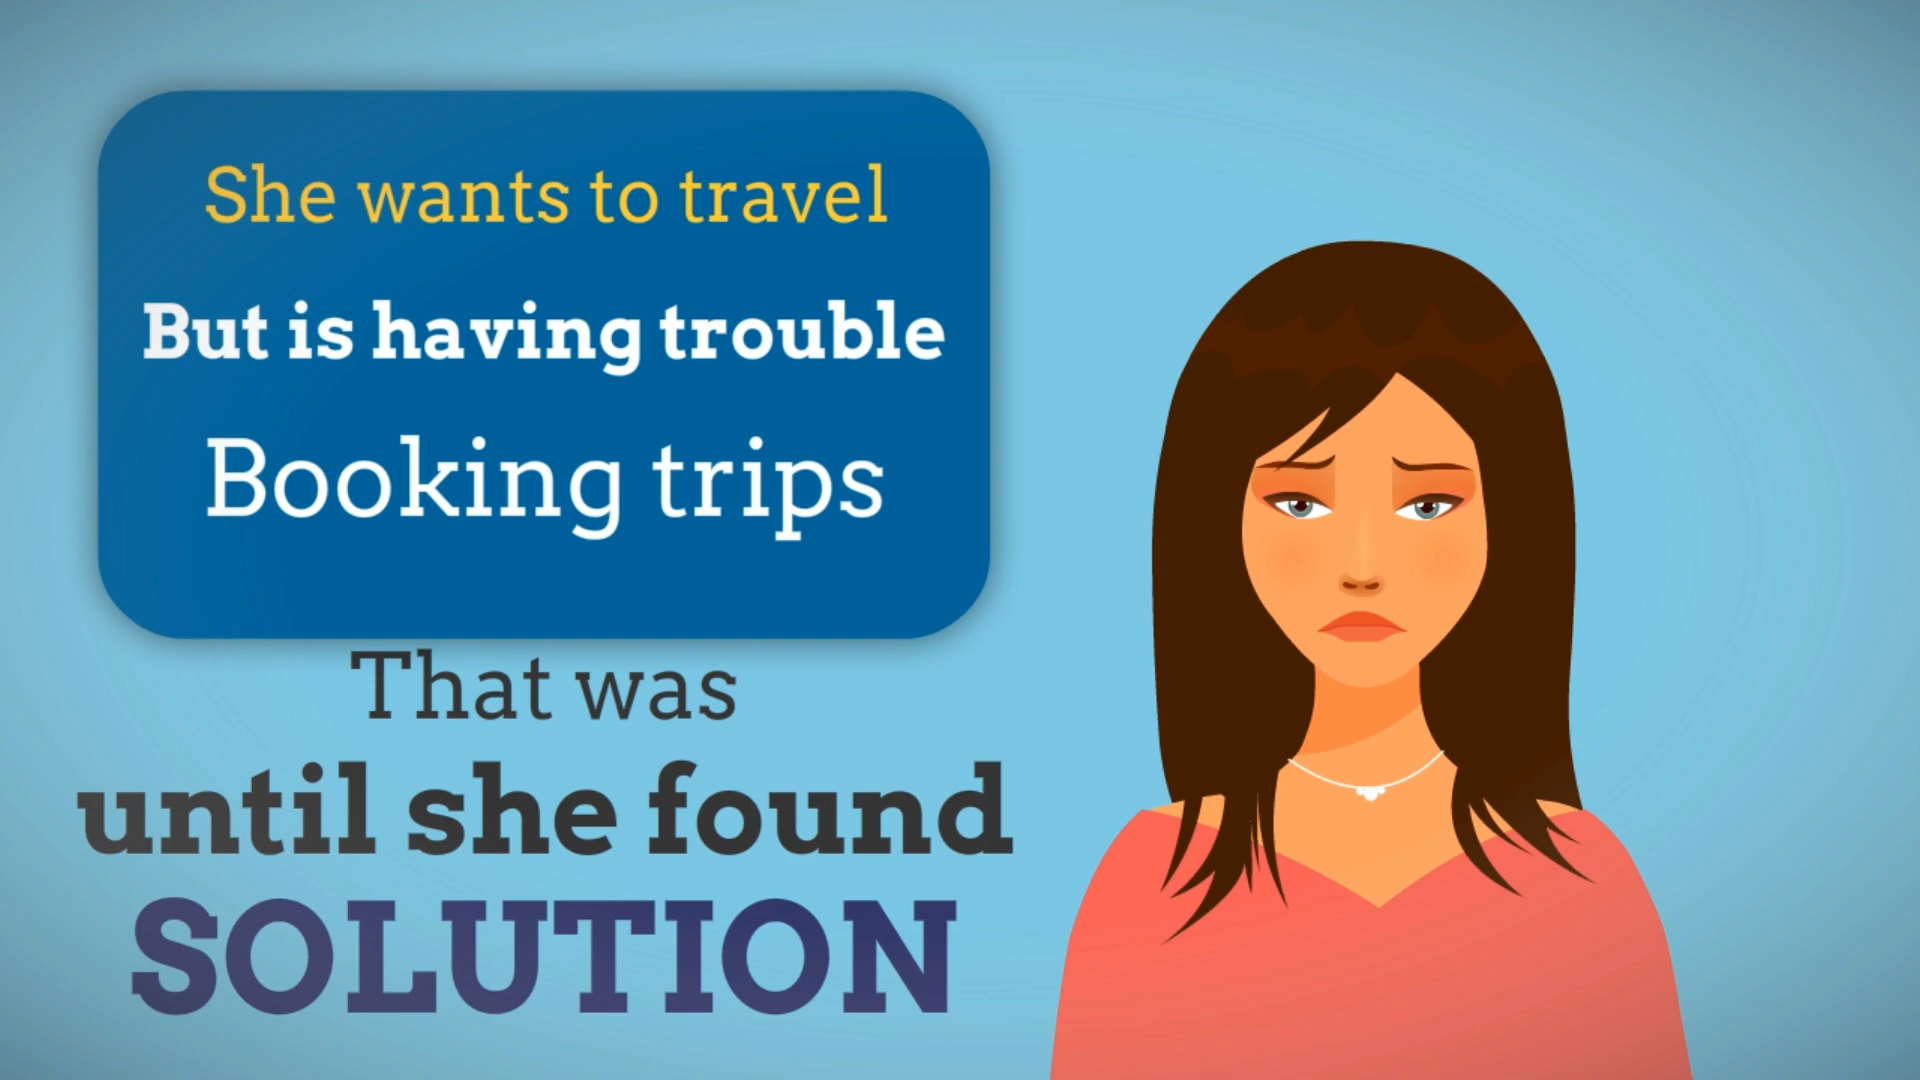 She wants to travel
But is having trouble
Booking trips
That was
until she found
SOLUTION